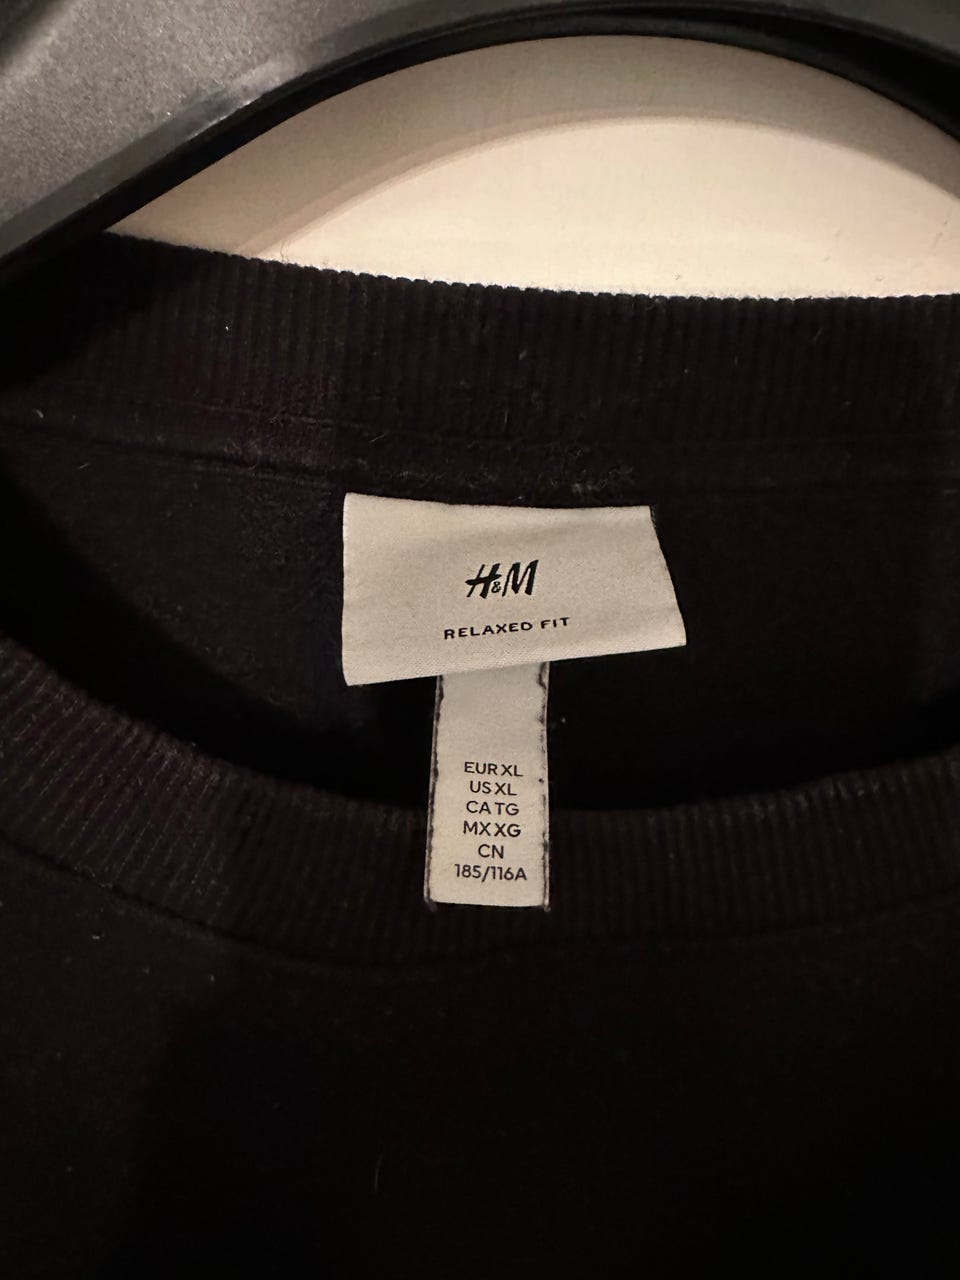 H&M
RELAXED FIT
EUR XL
US XL
CA TG
MX XG
CN
185/116A